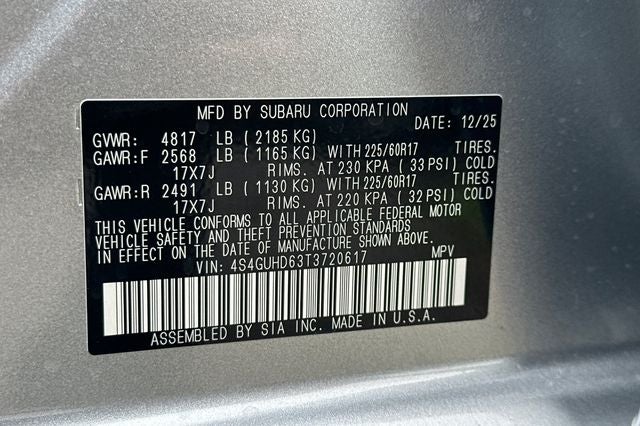 MFD BY SUBARU CORPORATION
DATE: 12/25
GVWR: 4817 LB ( 2185 KG)
GAWR: F 2568 LB ( 1165 KG) WITH 225/60R17 TIRES.
17X7J RIMS. AT 230 KPA ( 33 PSI) COLD
GAWR: R 2491 LB ( 1130 KG) WITH 225/60R17 TIRES.
17X7J RIMS. AT 220 KPA ( 32 PSI) COLD
THIS VEHICLE CONFORMS TO ALL APPLICABLE FEDERAL MOTOR
VEHICLE SAFETY AND THEFT PREVENTION STANDARDS
IN EFFECT ON THE DATE OF MANUFACTURE SHOWN ABOVE.
VIN: 4S4GUHD63T3720617 MPV
ASSEMBLED BY SIA INC. MADE IN U.S.A.